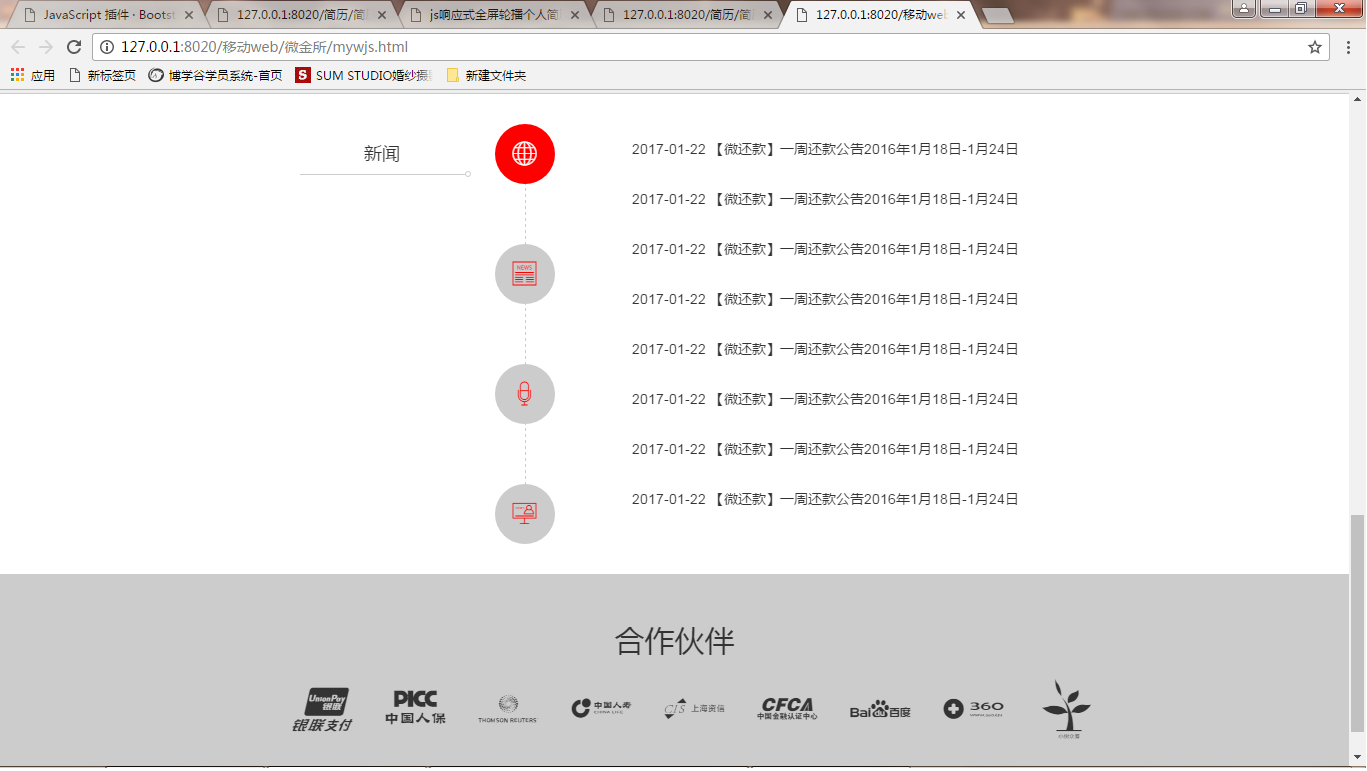 JavaScript 插件 · Bootst
127.0.0.1:8020/简历/简
js响应式全屏轮播个人简
127.0.0.1:8020/简历/简
127.0.0.1:8020/移动web
127.0.0.1:8020/移动web/微金所/mywjs.html
应用 新标签页 博学谷学员系统-首页 S SUM STUDIO婚纱摄 新建文件夹
新闻
2017-01-22 【微还款】一周还款公告2016年1月18日-1月24日
2017-01-22 【微还款】一周还款公告2016年1月18日-1月24日
NEWS
2017-01-22 【微还款】一周还款公告2016年1月18日-1月24日
2017-01-22 【微还款】一周还款公告2016年1月18日-1月24日
2017-01-22 【微还款】一周还款公告2016年1月18日-1月24日
2017-01-22 【微还款】一周还款公告2016年1月18日-1月24日
2017-01-22 【微还款】一周还款公告2016年1月18日-1月24日
2017-01-22 【微还款】一周还款公告2016年1月18日-1月24日
合作伙伴
UnionPay
银联
银联支付
PICC
中国人保
THOMSON REUTERS
中国人寿
CHINA LIFE
CIS 上海资信
CFCA
中国金融认证中心
Bai 百度
360